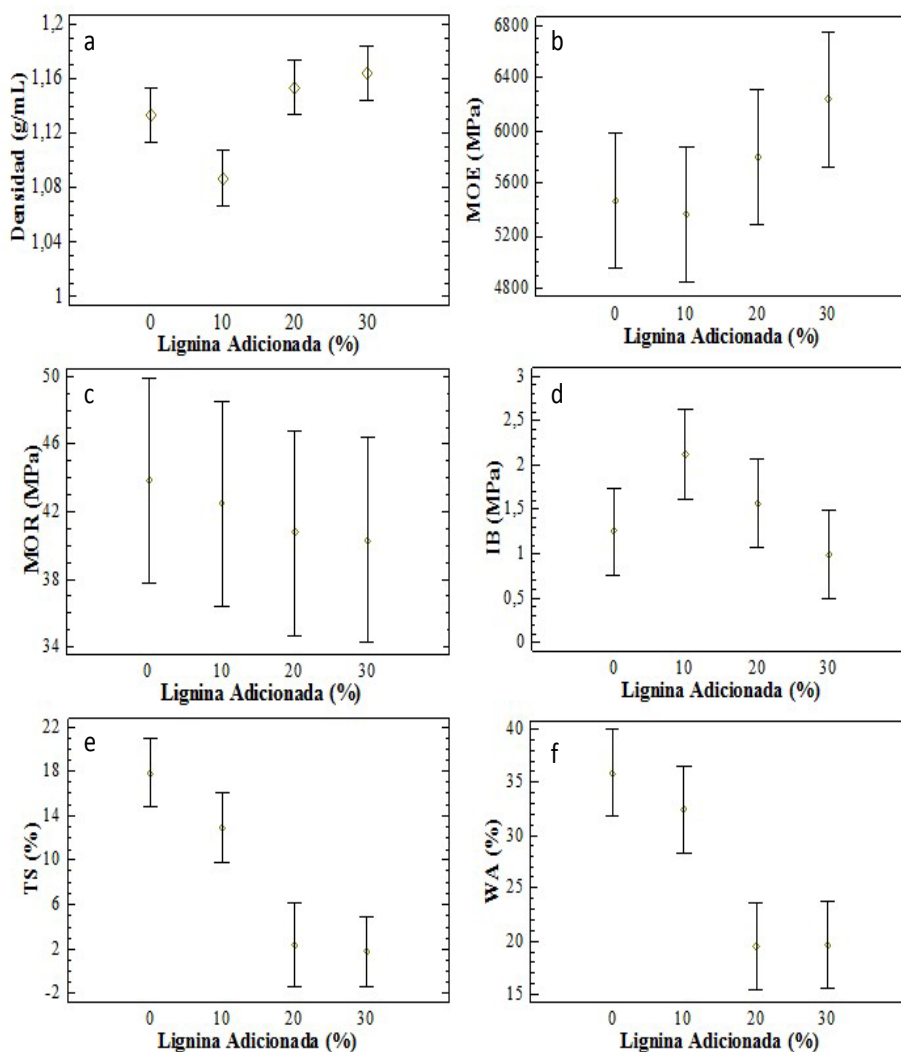 a
Densidad (g/mL)
1,2
1,16
1,12
1,08
1,04
1
0 10 20 30
Lignina Adicionada (%)
b
MOE (MPa)
6800
6400
6000
5600
5200
4800
0 10 20 30
Lignina Adicionada (%)
c
MOR (MPa)
50
46
42
38
34
0 10 20 30
Lignina Adicionada (%)
d
IB (MPa)
3
2,5
2
1,5
1
0,5
0
0 10 20 30
Lignina Adicionada (%)
e
TS (%)
22
18
14
10
6
2
-2
0 10 20 30
Lignina Adicionada (%)
f
WA (%)
40
35
30
25
20
15
0 10 20 30
Lignina Adicionada (%)